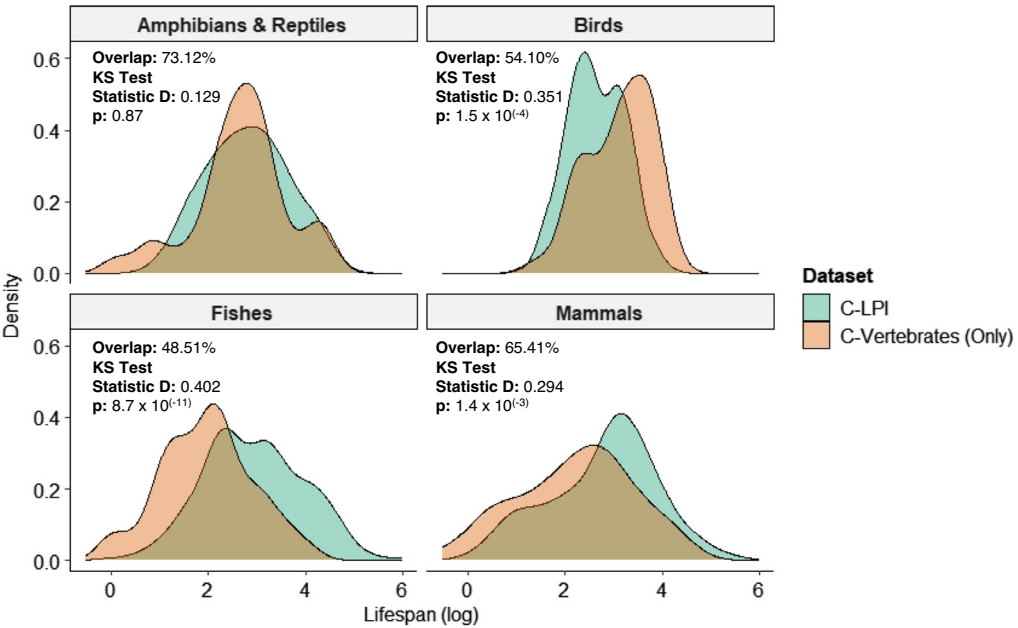 Amphibians & Reptiles
Overlap: 73.12%
KS Test
Statistic D: 0.129
p: 0.87
Birds
Overlap: 54.10%
KS Test
Statistic D: 0.351
p: 1.5 x 10(-4)
0.6
0.4
0.2
0.0
Fishes
Overlap: 48.51%
KS Test
Statistic D: 0.402
p: 8.7 x 10(-11)
Mammals
Overlap: 65.41%
KS Test
Statistic D: 0.294
p: 1.4 x 10(-3)
0.6
0.4
0.2
0.0
0 2 4 6
0 2 4 6
Density
Lifespan (log)
Dataset
C-LPI
C-Vertebrates (Only)